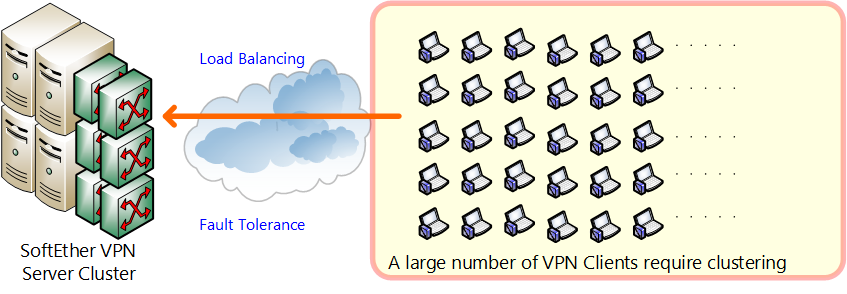 Load Balancing
Fault Tolerance
SoftEther VPN
Server Cluster
A large number of VPN Clients require clustering